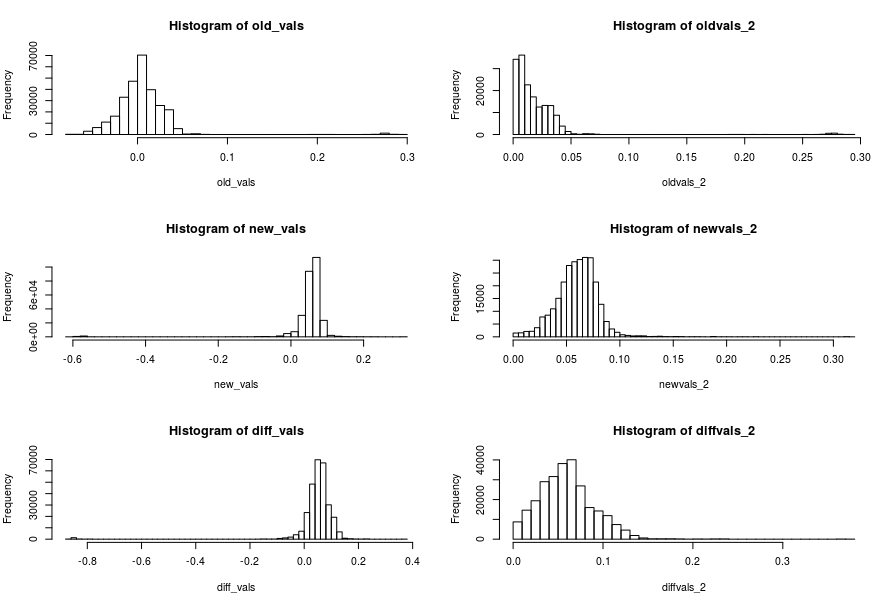 Histogram of old_vals
Frequency
0 30000 70000
0.0 0.1 0.2 0.3
old_vals
Histogram of oldvals_2
Frequency
0 20000
0.00 0.05 0.10 0.15 0.20 0.25 0.30
oldvals_2
Histogram of new_vals
Frequency
0e+00 6e+04
-0.6 -0.4 -0.2 0.0 0.2
new_vals
Histogram of newvals_2
Frequency
0 15000
0.00 0.05 0.10 0.15 0.20 0.25 0.30
newvals_2
Histogram of diff_vals
Frequency
0 30000 70000
-0.8 -0.6 -0.4 -0.2 0.0 0.2 0.4
diff_vals
Histogram of diffvals_2
Frequency
0 20000 40000
0.0 0.1 0.2 0.3
diffvals_2